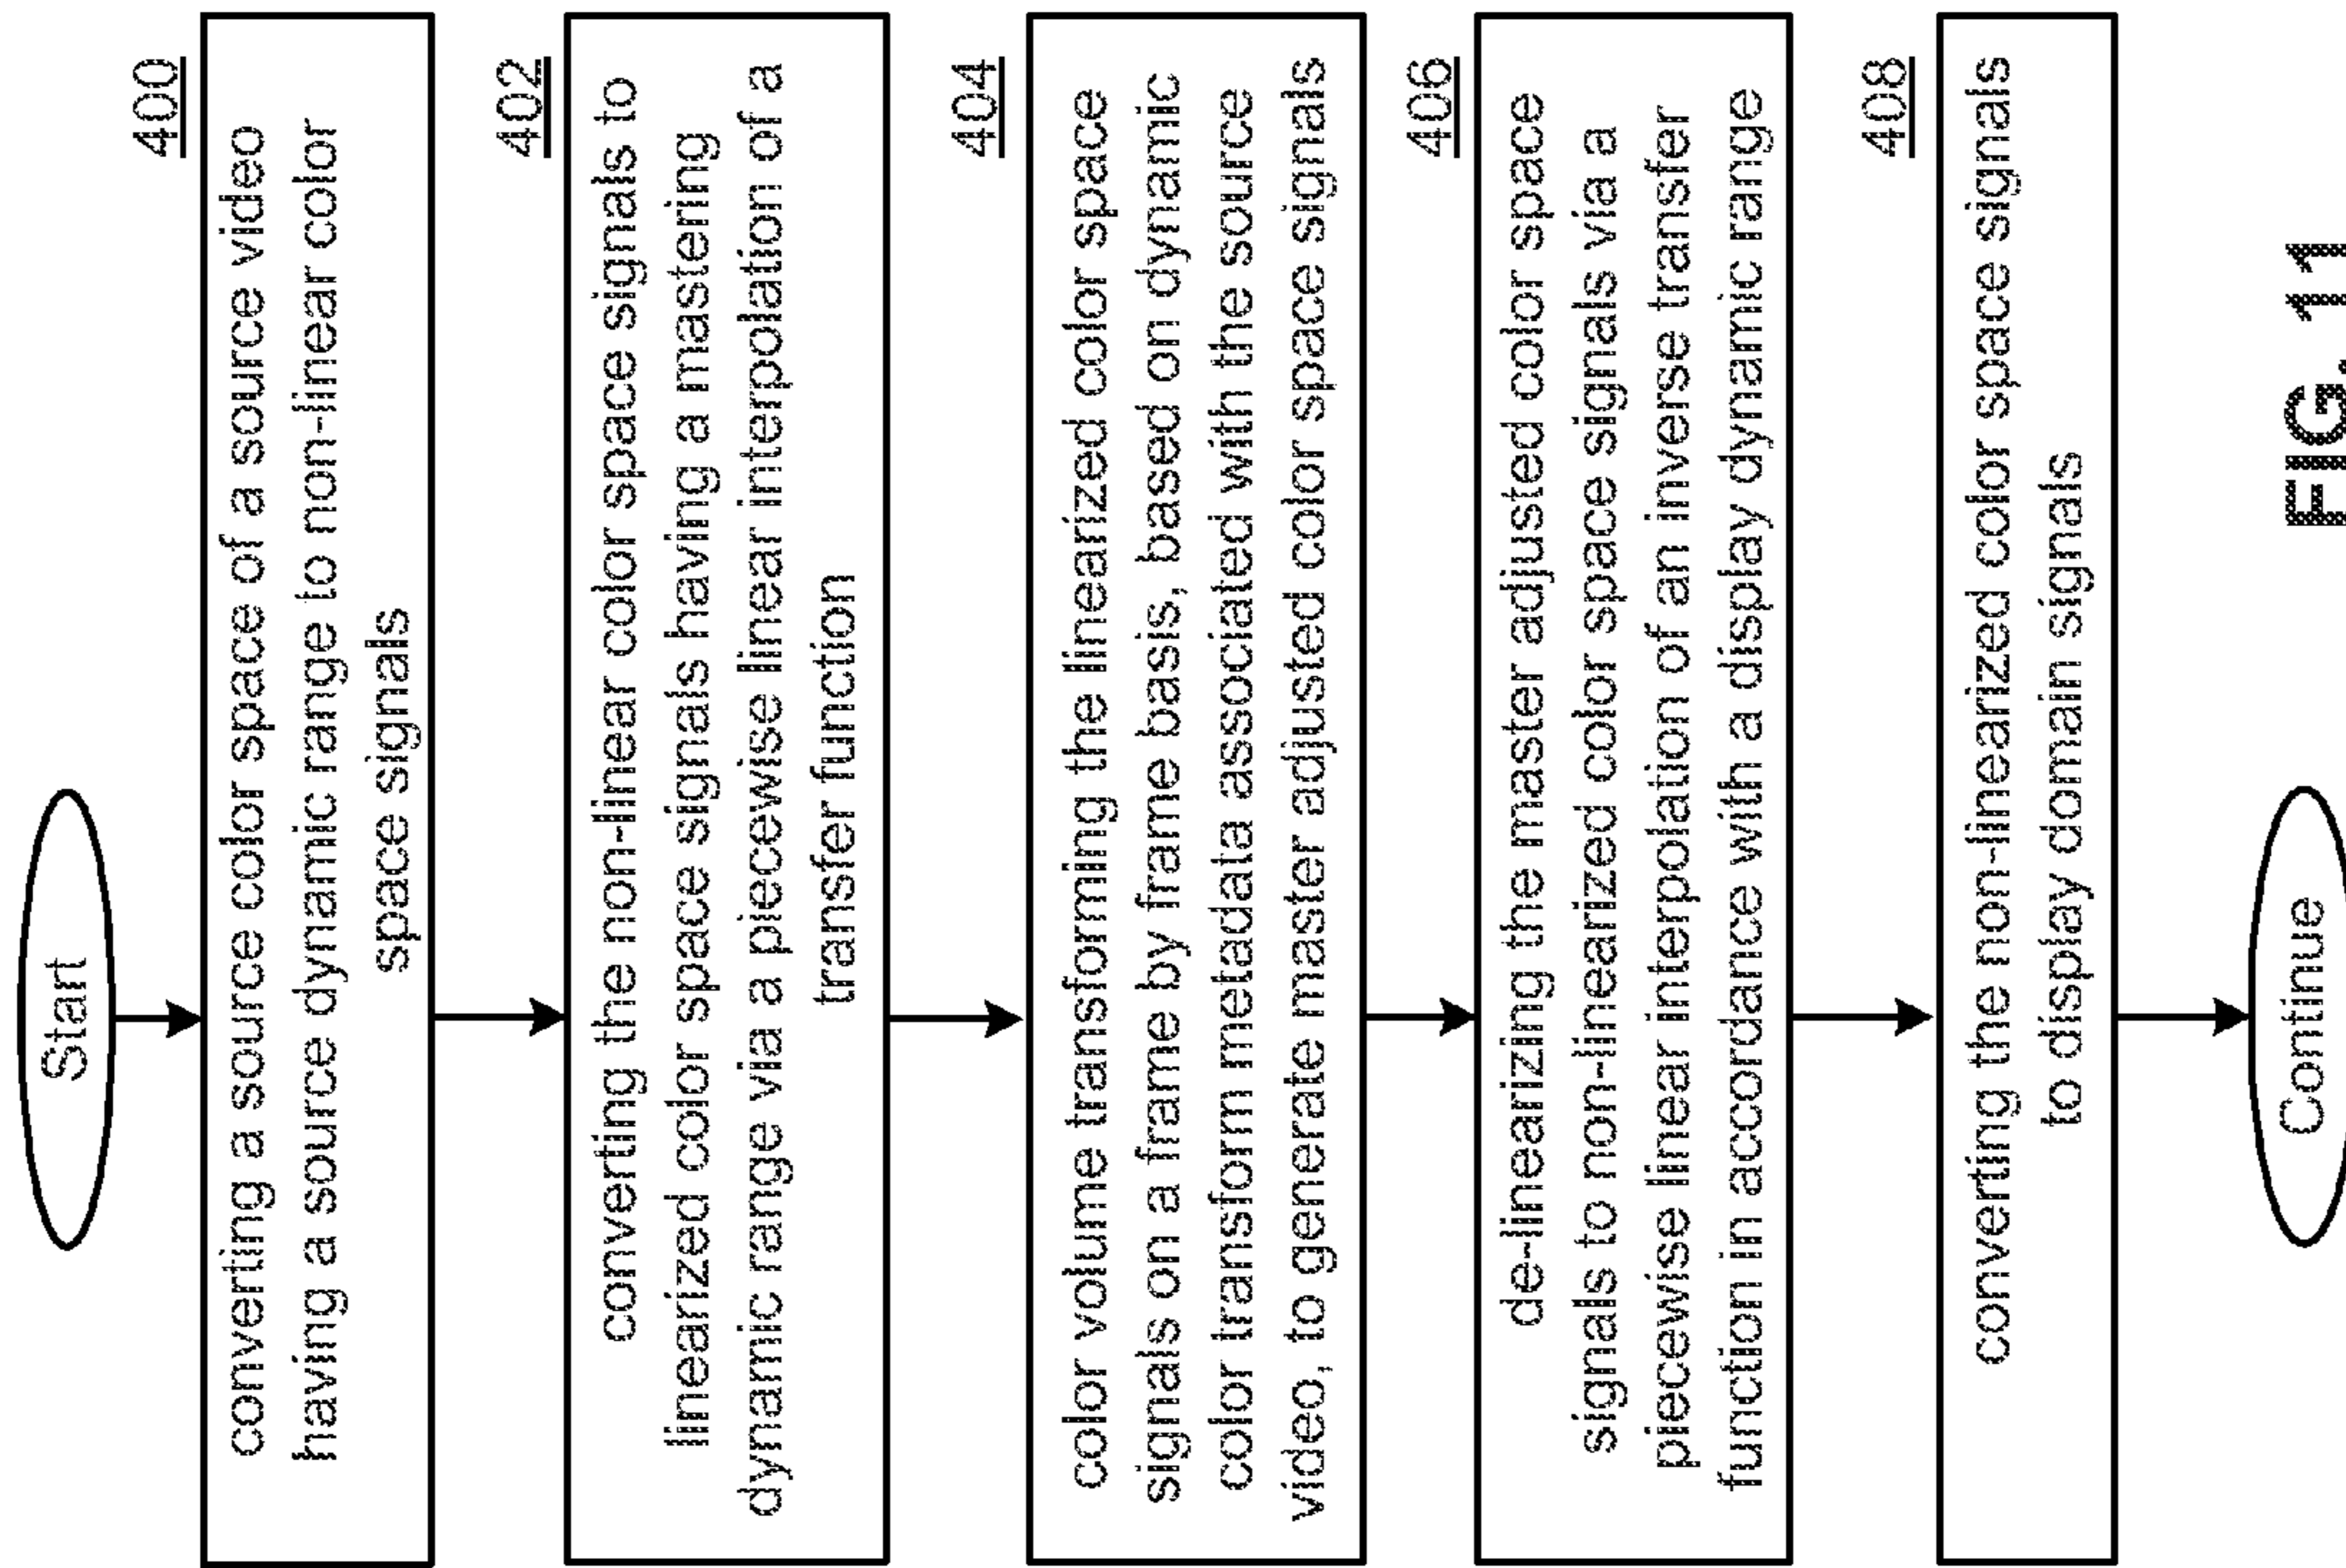 Start
400
converting a source color space of a source video
having a source dynamic range to non-linear color
space signals
402
converting the non-linear color space signals to
linearized color space signals having a mastering
dynamic range via a piecewise linear interpolation of a
transfer function
404
color volume transforming the linearized color space
signals on a frame by frame basis, based on dynamic
color transform metadata associated with the source
video, to generate master adjusted color space signals
406
de-linearizing the master adjusted color space
signals to non-linearized color space signals via a
piecewise linear interpolation of an inverse transfer
function in accordance with a display dynamic range
408
converting the non-linearized color space signals
to display domain signals
Continue
FIG. 11